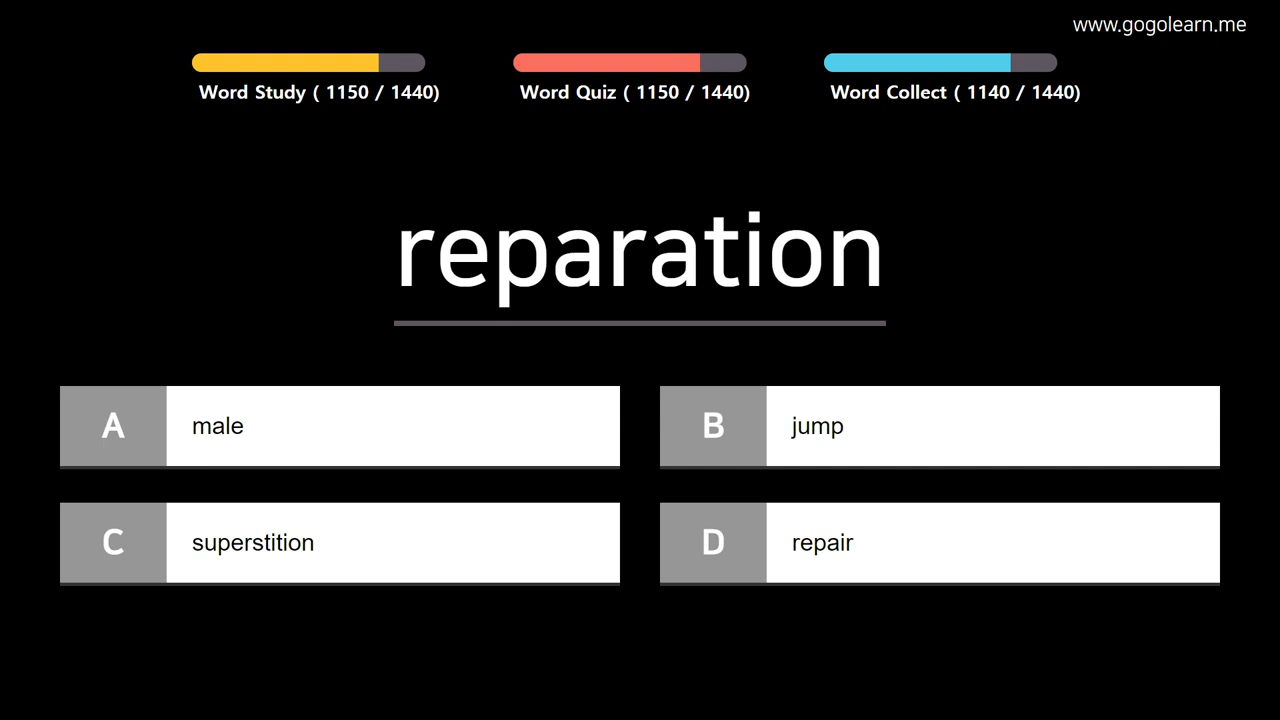 www.gogolearn.me
Word Study ( 1150 / 1440)
Word Quiz ( 1150 / 1440)
Word Collect ( 1140 / 1440)
reparation
A male
B jump
C superstition
D repair